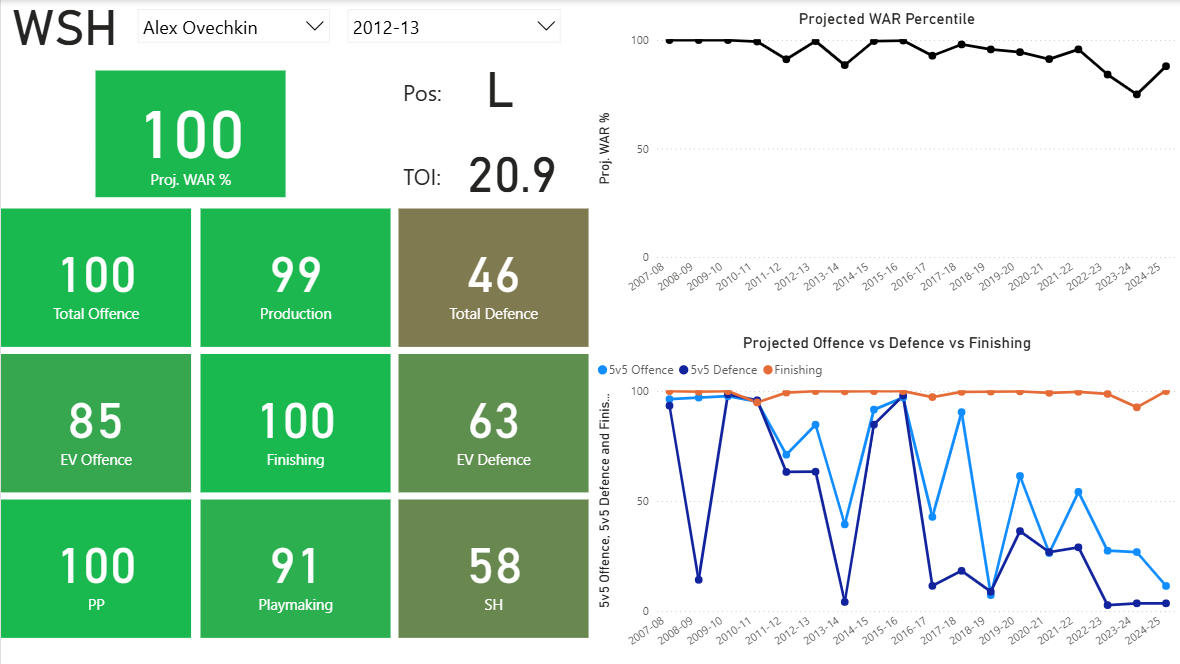 WSH
Alex Ovechkin
2012-13
100
Proj. WAR %
Pos:
L
TOI:
20.9
100
Total Offence
99
Production
46
Total Defence
85
EV Offence
100
Finishing
63
EV Defence
100
PP
91
Playmaking
58
SH
Projected WAR Percentile
Proj. WAR %
100
50
0
2007-08
2008-09
2009-10
2010-11
2011-12
2012-13
2013-14
2014-15
2015-16
2016-17
2017-18
2018-19
2019-20
2020-21
2021-22
2022-23
2023-24
2024-25
Projected Offence vs Defence vs Finishing
5v5 Offence
5v5 Defence
Finishing
5v5 Offence, 5v5 Defence and Finis...
100
50
0
2007-08
2008-09
2009-10
2010-11
2011-12
2012-13
2013-14
2014-15
2015-16
2016-17
2017-18
2018-19
2019-20
2020-21
2021-22
2022-23
2023-24
2024-25